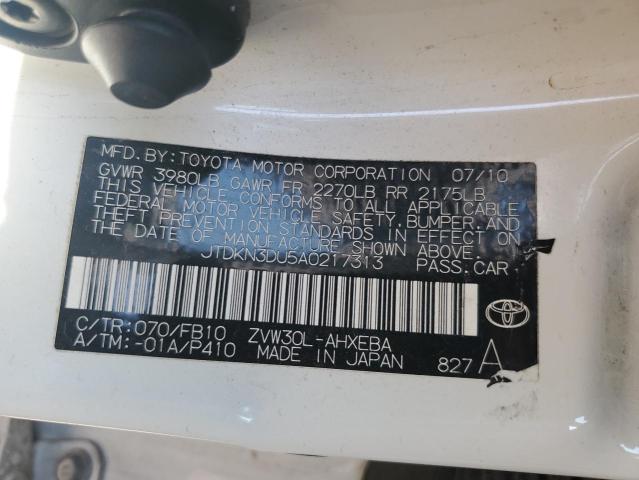 MFD. BY: TOYOTA MOTOR CORPORATION 07/10
GVWR 3980LB GAWR FR 2270LB RR 2175LB
THIS VEHICLE CONFORMS TO ALL APPLICABLE
FEDERAL MOTOR VEHICLE SAFETY, BUMPER, AND
THEFT PREVENTION STANDARDS IN EFFECT ON
THE DATE OF MANUFACTURE SHOWN ABOVE.
JTDKN3DU5A0217313 PASS. CAR
C/TR: 070/FB10 ZVW30L-AHXEBA
A/TM: -01A/P410 MADE IN JAPAN 827 A